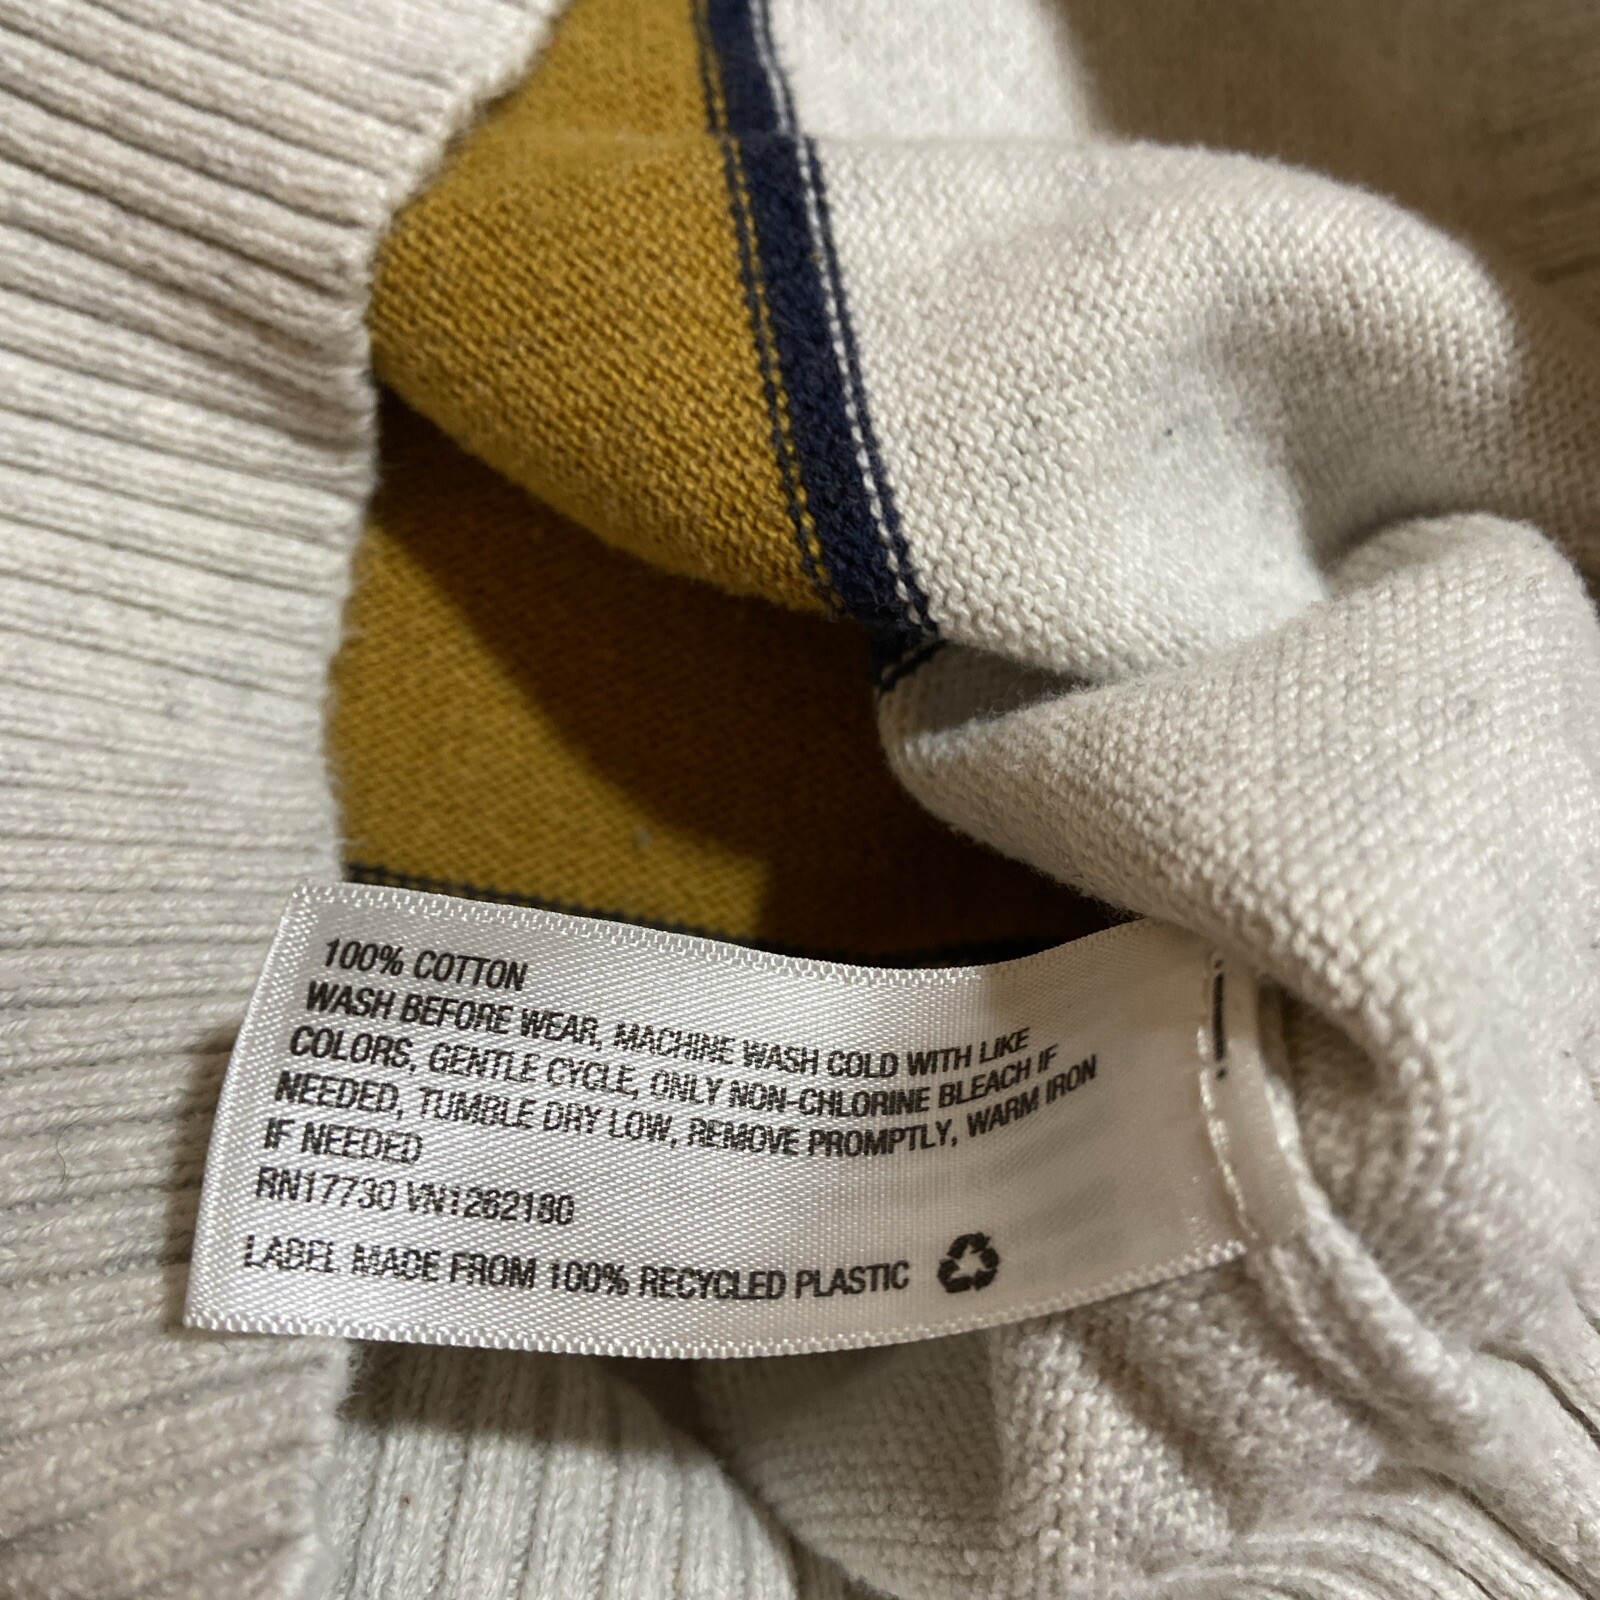 100% COTTON
WASH BEFORE WEAR, MACHINE WASH COLD WITH LIKE
COLORS, GENTLE CYCLE, ONLY NON-CHLORINE BLEACH IF
NEEDED, TUMBLE DRY LOW, REMOVE PROMPTLY, WARM IRON
IF NEEDED
RN17730 VN1262180
LABEL MADE FROM 100% RECYCLED PLASTIC